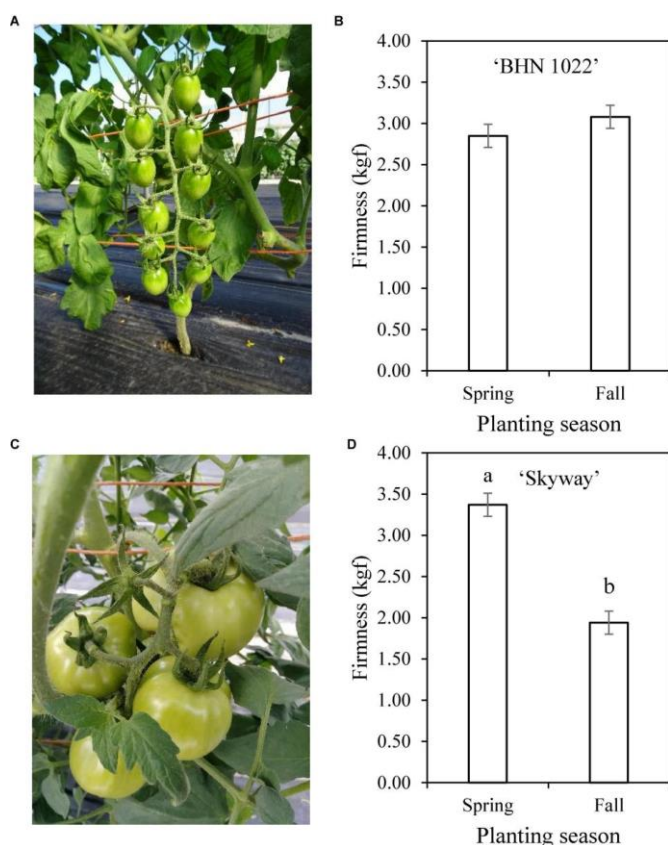 A
B
‘BHN 1022’
Firmness (kgf)
4.00
3.50
3.00
2.50
2.00
1.50
1.00
0.50
0.00
Spring Fall
Planting season
C
D
‘Skyway’
a
b
Firmness (kgf)
4.00
3.50
3.00
2.50
2.00
1.50
1.00
0.50
0.00
Spring Fall
Planting season